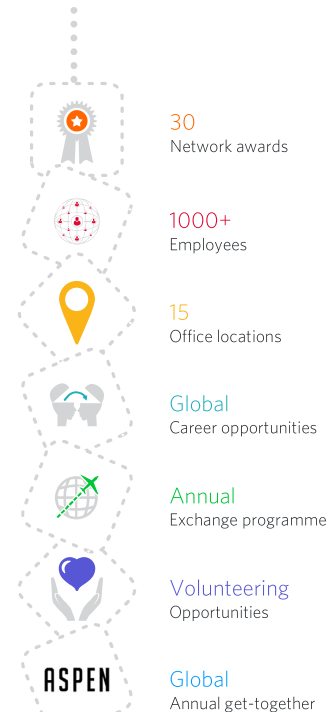 30
Network awards
1000+
Employees
15
Office locations
Global
Career opportunities
Annual
Exchange programme
Volunteering
Opportunities
ASPEN
Global
Annual get-together